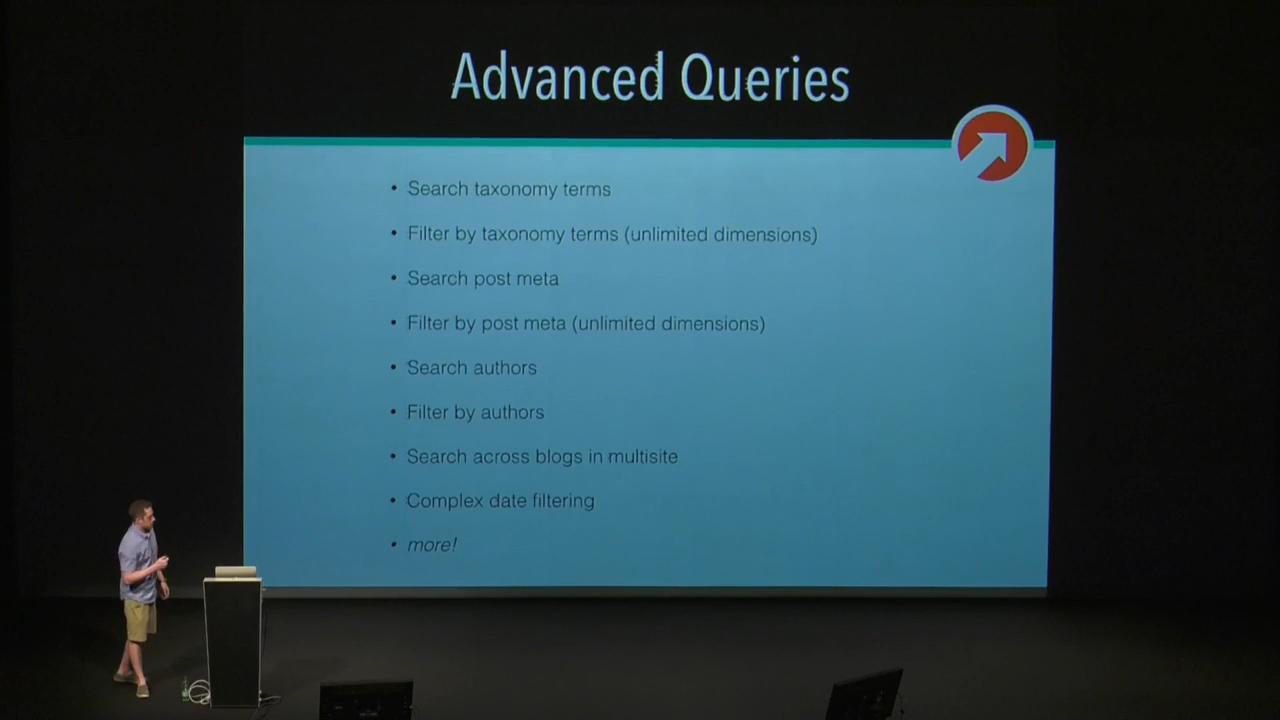 Advanced Queries
• Search taxonomy terms
• Filter by taxonomy terms (unlimited dimensions)
• Search post meta
• Filter by post meta (unlimited dimensions)
• Search authors
• Filter by authors
• Search across blogs in multisite
• Complex date filtering
• more!